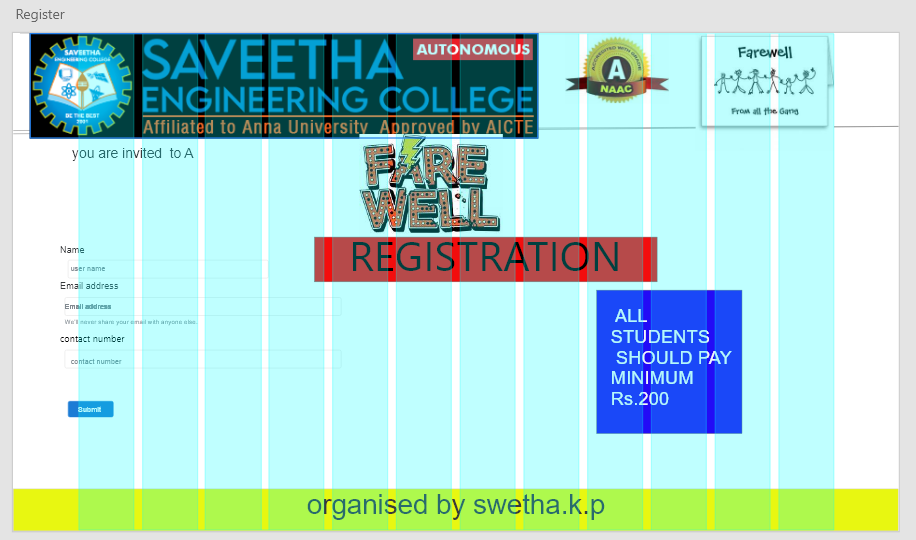 Register
SAVEETHA
ENGINEERING COLLEGE
BE THE BEST
2001
SAVEETHA
AUTONOMOUS
ENGINEERING COLLEGE
Affiliated to Anna University Approved by AICTE
ACCREDITED WITH GRADE
A
NAAC
Farewell
From all the Gang
you are invited to A
FARE
WELL
REGISTRATION
Name
user name
Email address
Email address
We'll never share your email with anyone else.
contact number
contact number
Submit
ALL
STUDENTS
SHOULD PAY
MINIMUM
Rs.200
organised by swetha.k.p